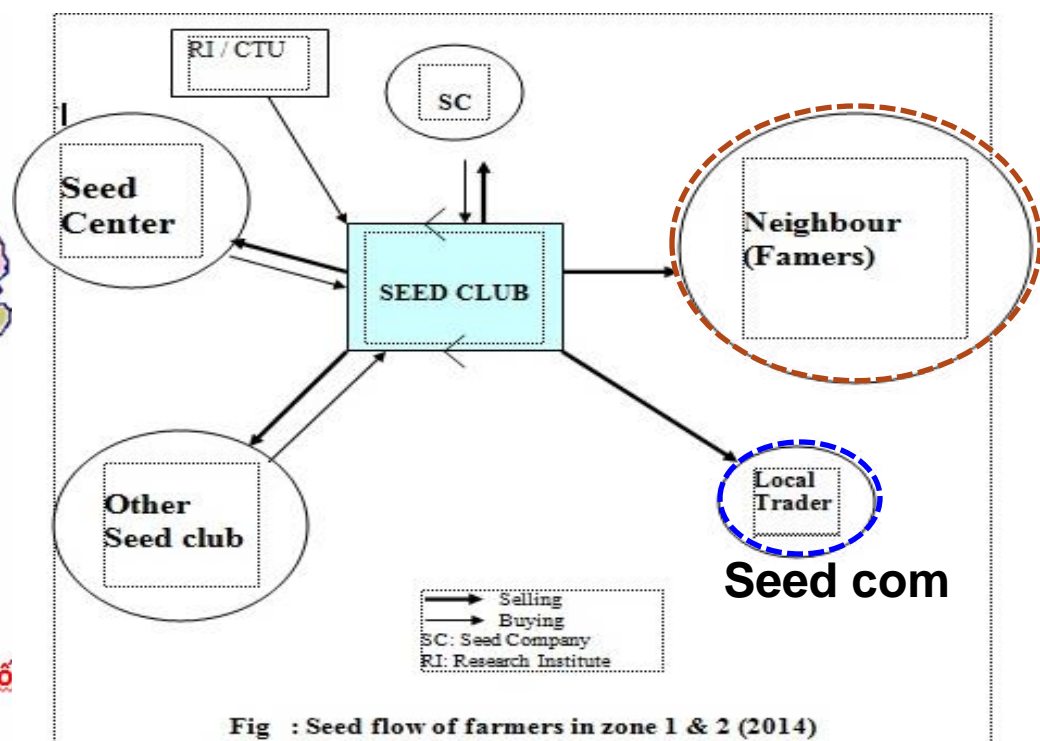 RI / CTU
SC
Seed
Center
SEED CLUB
Neighbour
(Famers)
Other
Seed club
Local
Trader
Seed com
Selling
Buying
SC: Seed Company
RI: Research Institute
Fig : Seed flow of farmers in zone 1 & 2 (2014)